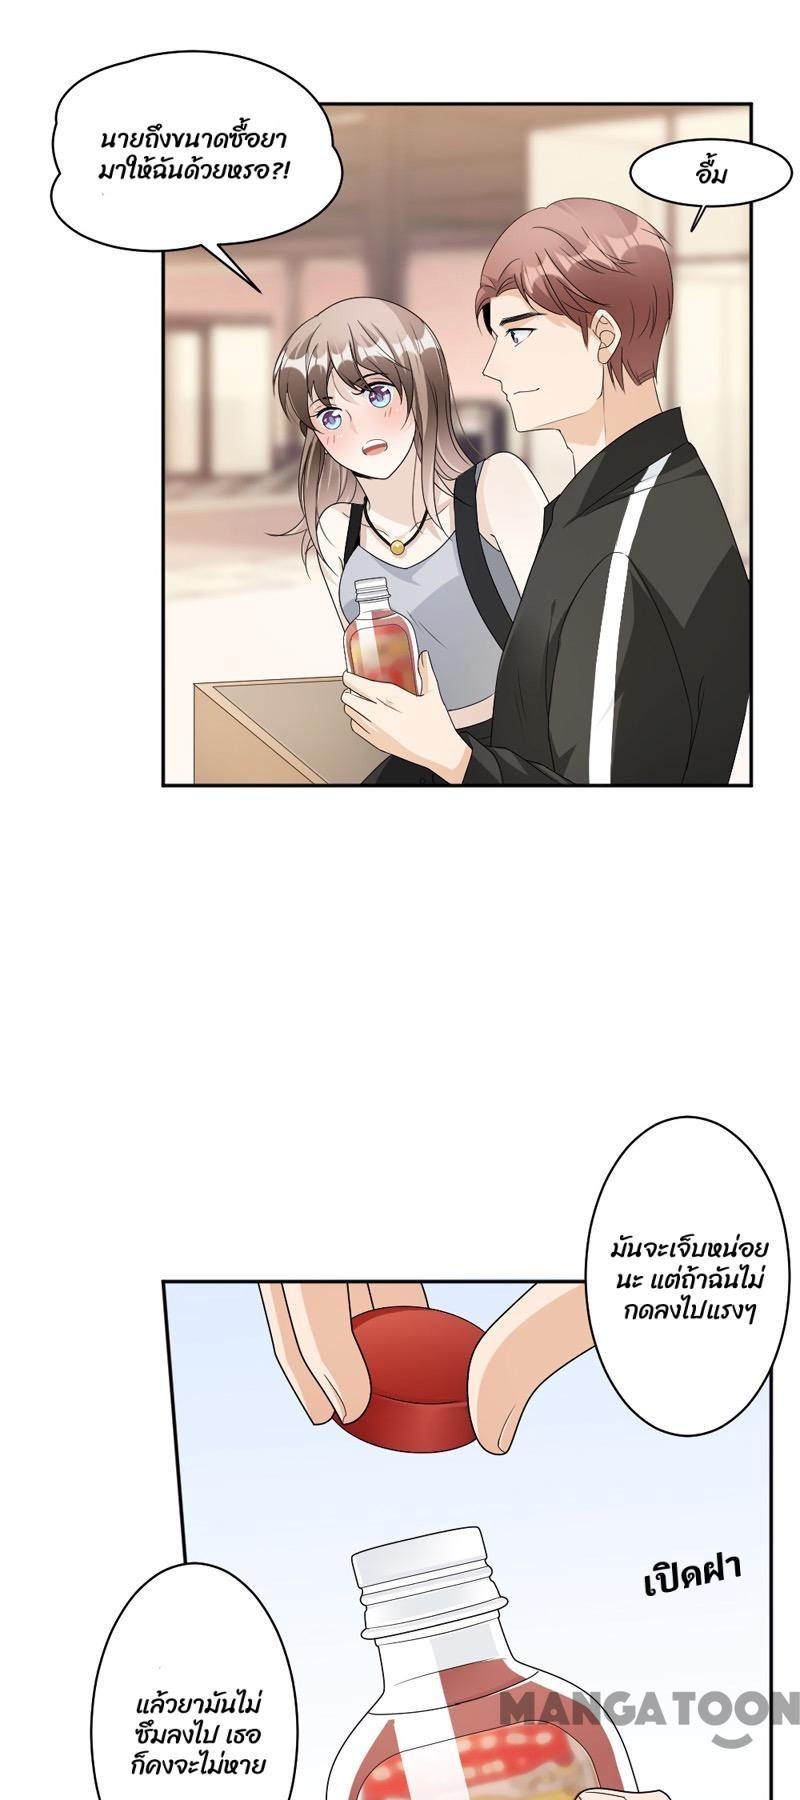 นายถึงขนาดซื้อยา
มาให้ฉันด้วยหรอ?!
อื้ม
มันจะเจ็บหน่อย
นะ แต่ถ้าฉันไม่
กดลงไปแรงๆ
เปิดฝา
แล้วยามันไม่
ซึมลงไป เธอ
ก็คงจะไม่หาย
MANGATOON